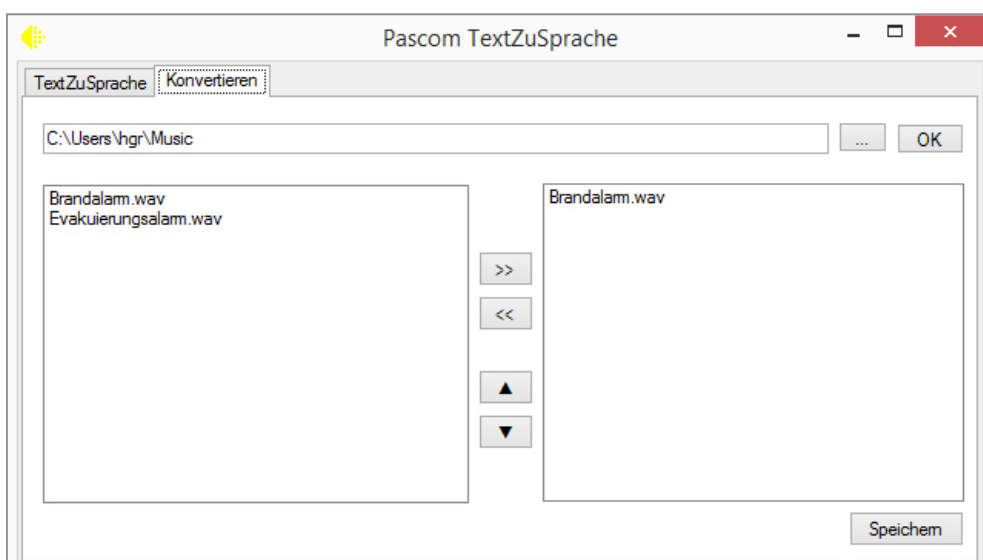 Pascom TextZuSprache
TextZuSprache Konvertieren
C:\Users\hgr\Music ... OK
Brandalarm.wav
Evakuierungsalarm.wav
Brandalarm.wav
>>
<<
▲
▼
Speichern